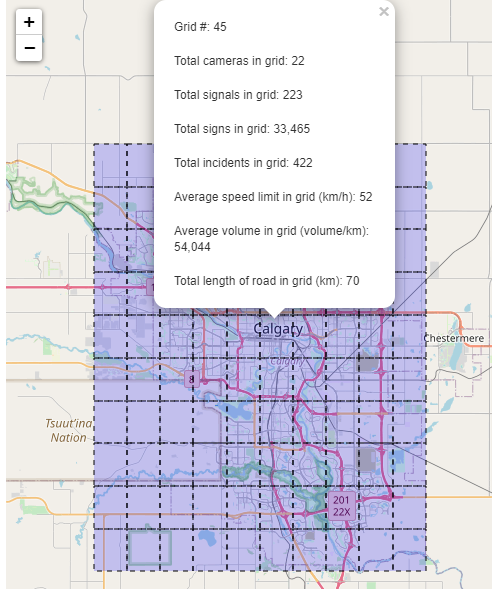 +
−
×
Grid #: 45
Total cameras in grid: 22
Total signals in grid: 223
Total signs in grid: 33,465
Total incidents in grid: 422
Average speed limit in grid (km/h): 52
Average volume in grid (volume/km):
54,044
Total length of road in grid (km): 70
Calgary
Chestermere
8
Tsuut'ina
Nation
201
22X